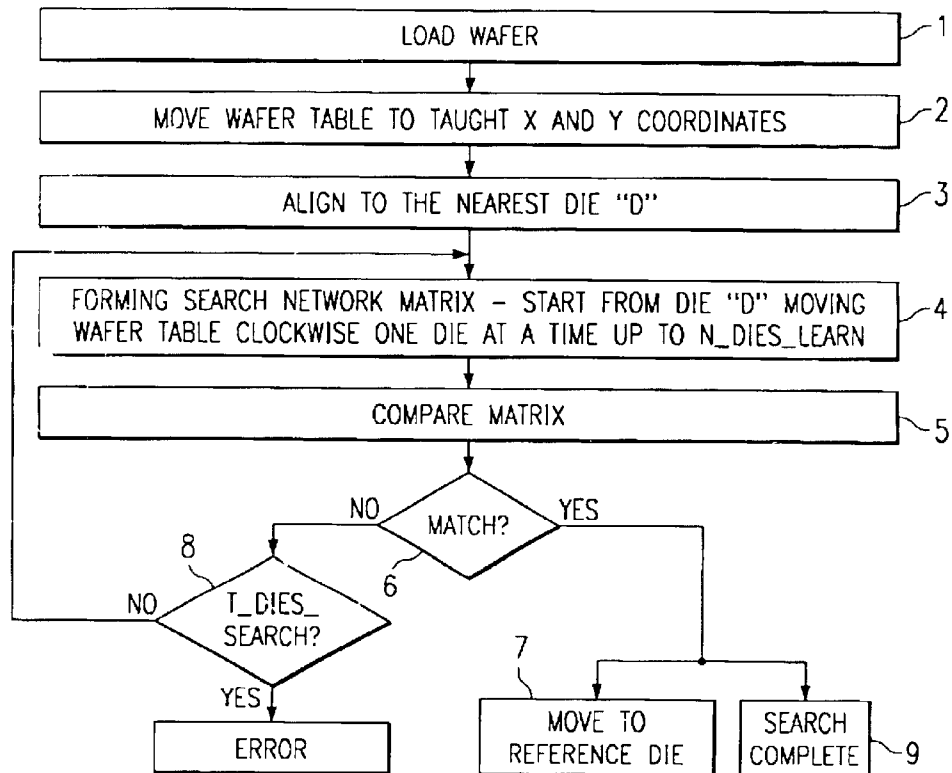 LOAD WAFER
1
MOVE WAFER TABLE TO TAUGHT X AND Y COORDINATES
2
ALIGN TO THE NEAREST DIE "D"
3
FORMING SEARCH NETWORK MATRIX – START FROM DIE "D" MOVING
WAFER TABLE CLOCKWISE ONE DIE AT A TIME UP TO N_DIES_LEARN
4
COMPARE MATRIX
5
NO
MATCH?
YES
6
8
NO
T_DIES_
SEARCH?
YES
ERROR
7
MOVE TO
REFERENCE DIE
SEARCH
COMPLETE
9